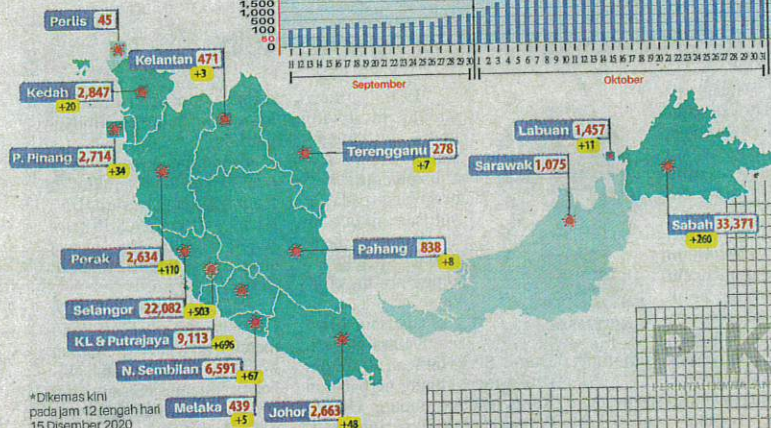 1,500
1,000
500
100
50
0
11 12 13 14 15 16 17 18 19 20 21 22 23 24 25 26 27 28 29 30
1 2 3 4 5 6 7 8 9 10 11 12 13 14 15 16 17 18 19 20 21 22 23 24 25 26 27 28 29 30 31
September
Oktober
Perlis 45
Kelantan 471
+3
Kedah 2,847
+20
P. Pinang 2,714
+34
Terengganu 278
+7
Labuan 1,457
+11
Sarawak 1,075
Sabah 33,371
+260
Perak 2,634
+110
Pahang 838
+8
Selangor 22,082
+503
KL & Putrajaya 9,113
+696
N. Sembilan 6,591
+67
Melaka 439
+5
Johor 2,663
+48
*Dikemas kini
pada jam 12 tengah hari
15 Disember 2020
P K